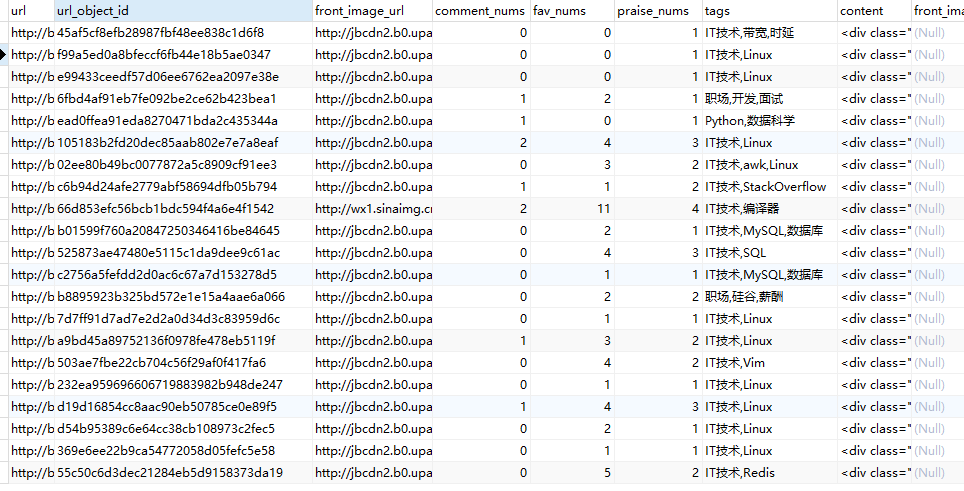 url url_object_id front_image_url comment_nums fav_nums praise_nums tags content front_ima
http://b 45af5cf8efb28987fbf48ee838c1d6f8 http://jbcdn2.b0.upa 0 0 1 IT技术,带宽,时延 <div class=" (Null)
http://b f99a5ed0a8bfeccf6fb44e18b5ae0347 http://jbcdn2.b0.upa 0 0 1 IT技术,Linux <div class=" (Null)
http://b e99433ceedf57d06ee6762ea2097e38e http://jbcdn2.b0.upa 0 0 1 IT技术,Linux <div class=" (Null)
http://b 6fbd4af91eb7fe092be2ce62b423bea1 http://jbcdn2.b0.upa 1 2 1 职场,开发,面试 <div class=" (Null)
http://b ead0ffea91eda8270471bda2c435344a http://jbcdn2.b0.upa 1 0 1 Python,数据科学 <div class=" (Null)
http://b 105183b2fd20dec85aab802e7e7a8eaf http://jbcdn2.b0.upa 2 4 3 IT技术,Linux <div class=" (Null)
http://b 02ee80b49bc0077872a5c8909cf91ee3 http://jbcdn2.b0.upa 0 3 2 IT技术,awk,Linux <div class=" (Null)
http://b c6b94d24afe2779abf58694dfb05b794 http://jbcdn2.b0.upa 1 1 2 IT技术,StackOverflow <div class=" (Null)
http://b 66d853efc56bcb1bdc594f4a6e4f1542 http://wx1.sinaimg.cr 2 11 4 IT技术,编译器 <div class=" (Null)
http://b b01599f760a20847250346416be84645 http://jbcdn2.b0.upa 0 2 1 IT技术,MySQL,数据库 <div class=" (Null)
http://b 525873ae47480e5115c1da9dee9c61ac http://jbcdn2.b0.upa 0 4 3 IT技术,SQL <div class=" (Null)
http://b c2756a5fefdd2d0ac6c67a7d153278d5 http://jbcdn2.b0.upa 0 1 1 IT技术,MySQL,数据库 <div class=" (Null)
http://b b8895923b325bd572e1e15a4aae6a066 http://jbcdn2.b0.upa 0 2 2 职场,硅谷,薪酬 <div class=" (Null)
http://b 7d7ff91d7ad7e2d2a0d34d3c83959d6c http://jbcdn2.b0.upa 0 1 1 IT技术,Linux <div class=" (Null)
http://b a9bd45a89752136f0978fe478eb5119f http://jbcdn2.b0.upa 1 3 2 IT技术,Linux <div class=" (Null)
http://b 503ae7fbe22cb704c56f29af0f417fa6 http://jbcdn2.b0.upa 0 4 2 IT技术,Vim <div class=" (Null)
http://b 232ea959696606719883982b948de247 http://jbcdn2.b0.upa 0 1 1 IT技术,Linux <div class=" (Null)
http://b d19d16854cc8aac90eb50785ce0e89f5 http://jbcdn2.b0.upa 1 4 3 IT技术,Linux <div class=" (Null)
http://b d54b95389c6e64cc38cb108973c2fec5 http://jbcdn2.b0.upa 0 2 1 IT技术,Linux <div class=" (Null)
http://b 369e6ee22b9ca54772058d05fefc5e58 http://jbcdn2.b0.upa 0 1 1 IT技术,Linux <div class=" (Null)
http://b 55c50c6d3dec21284eb5d9158373da19 http://jbcdn2.b0.upa 0 5 2 IT技术,Redis <div class=" (Null)